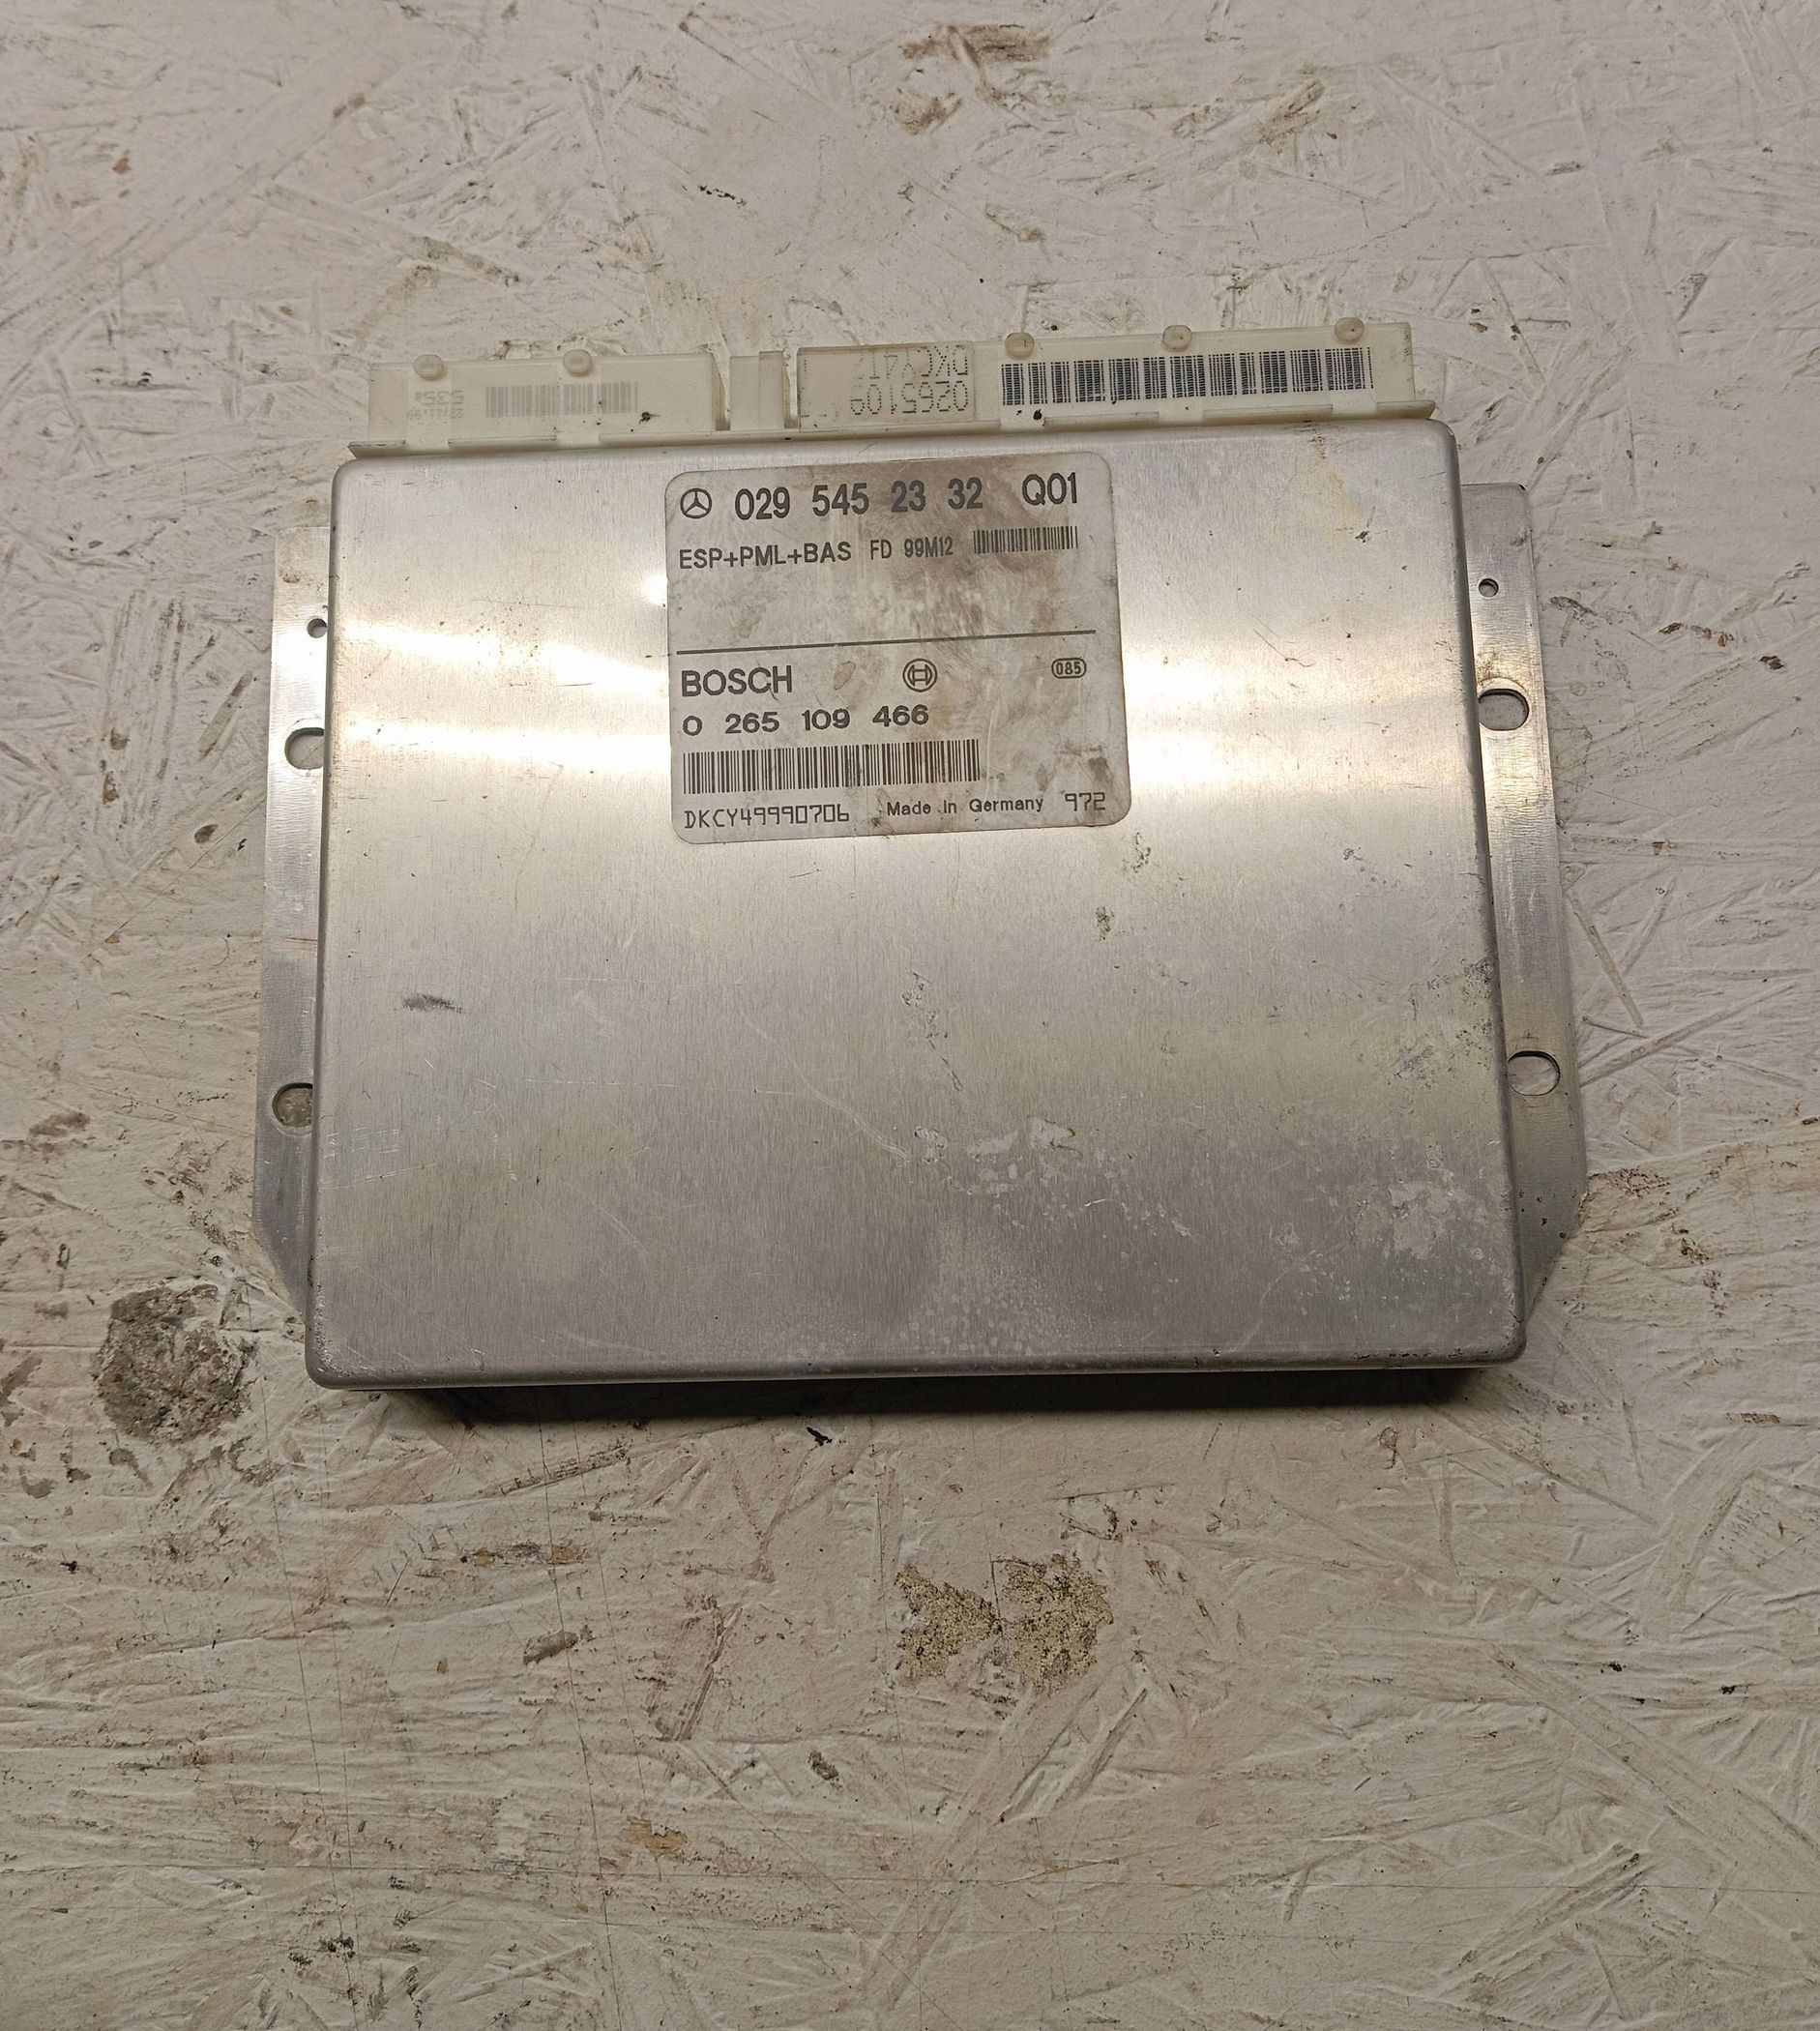 029 545 23 32 Q01
ESP+PML+BAS FD 99M12
BOSCH 085
0 265 109 466
DKCY49990706 Made in Germany 972
0265109